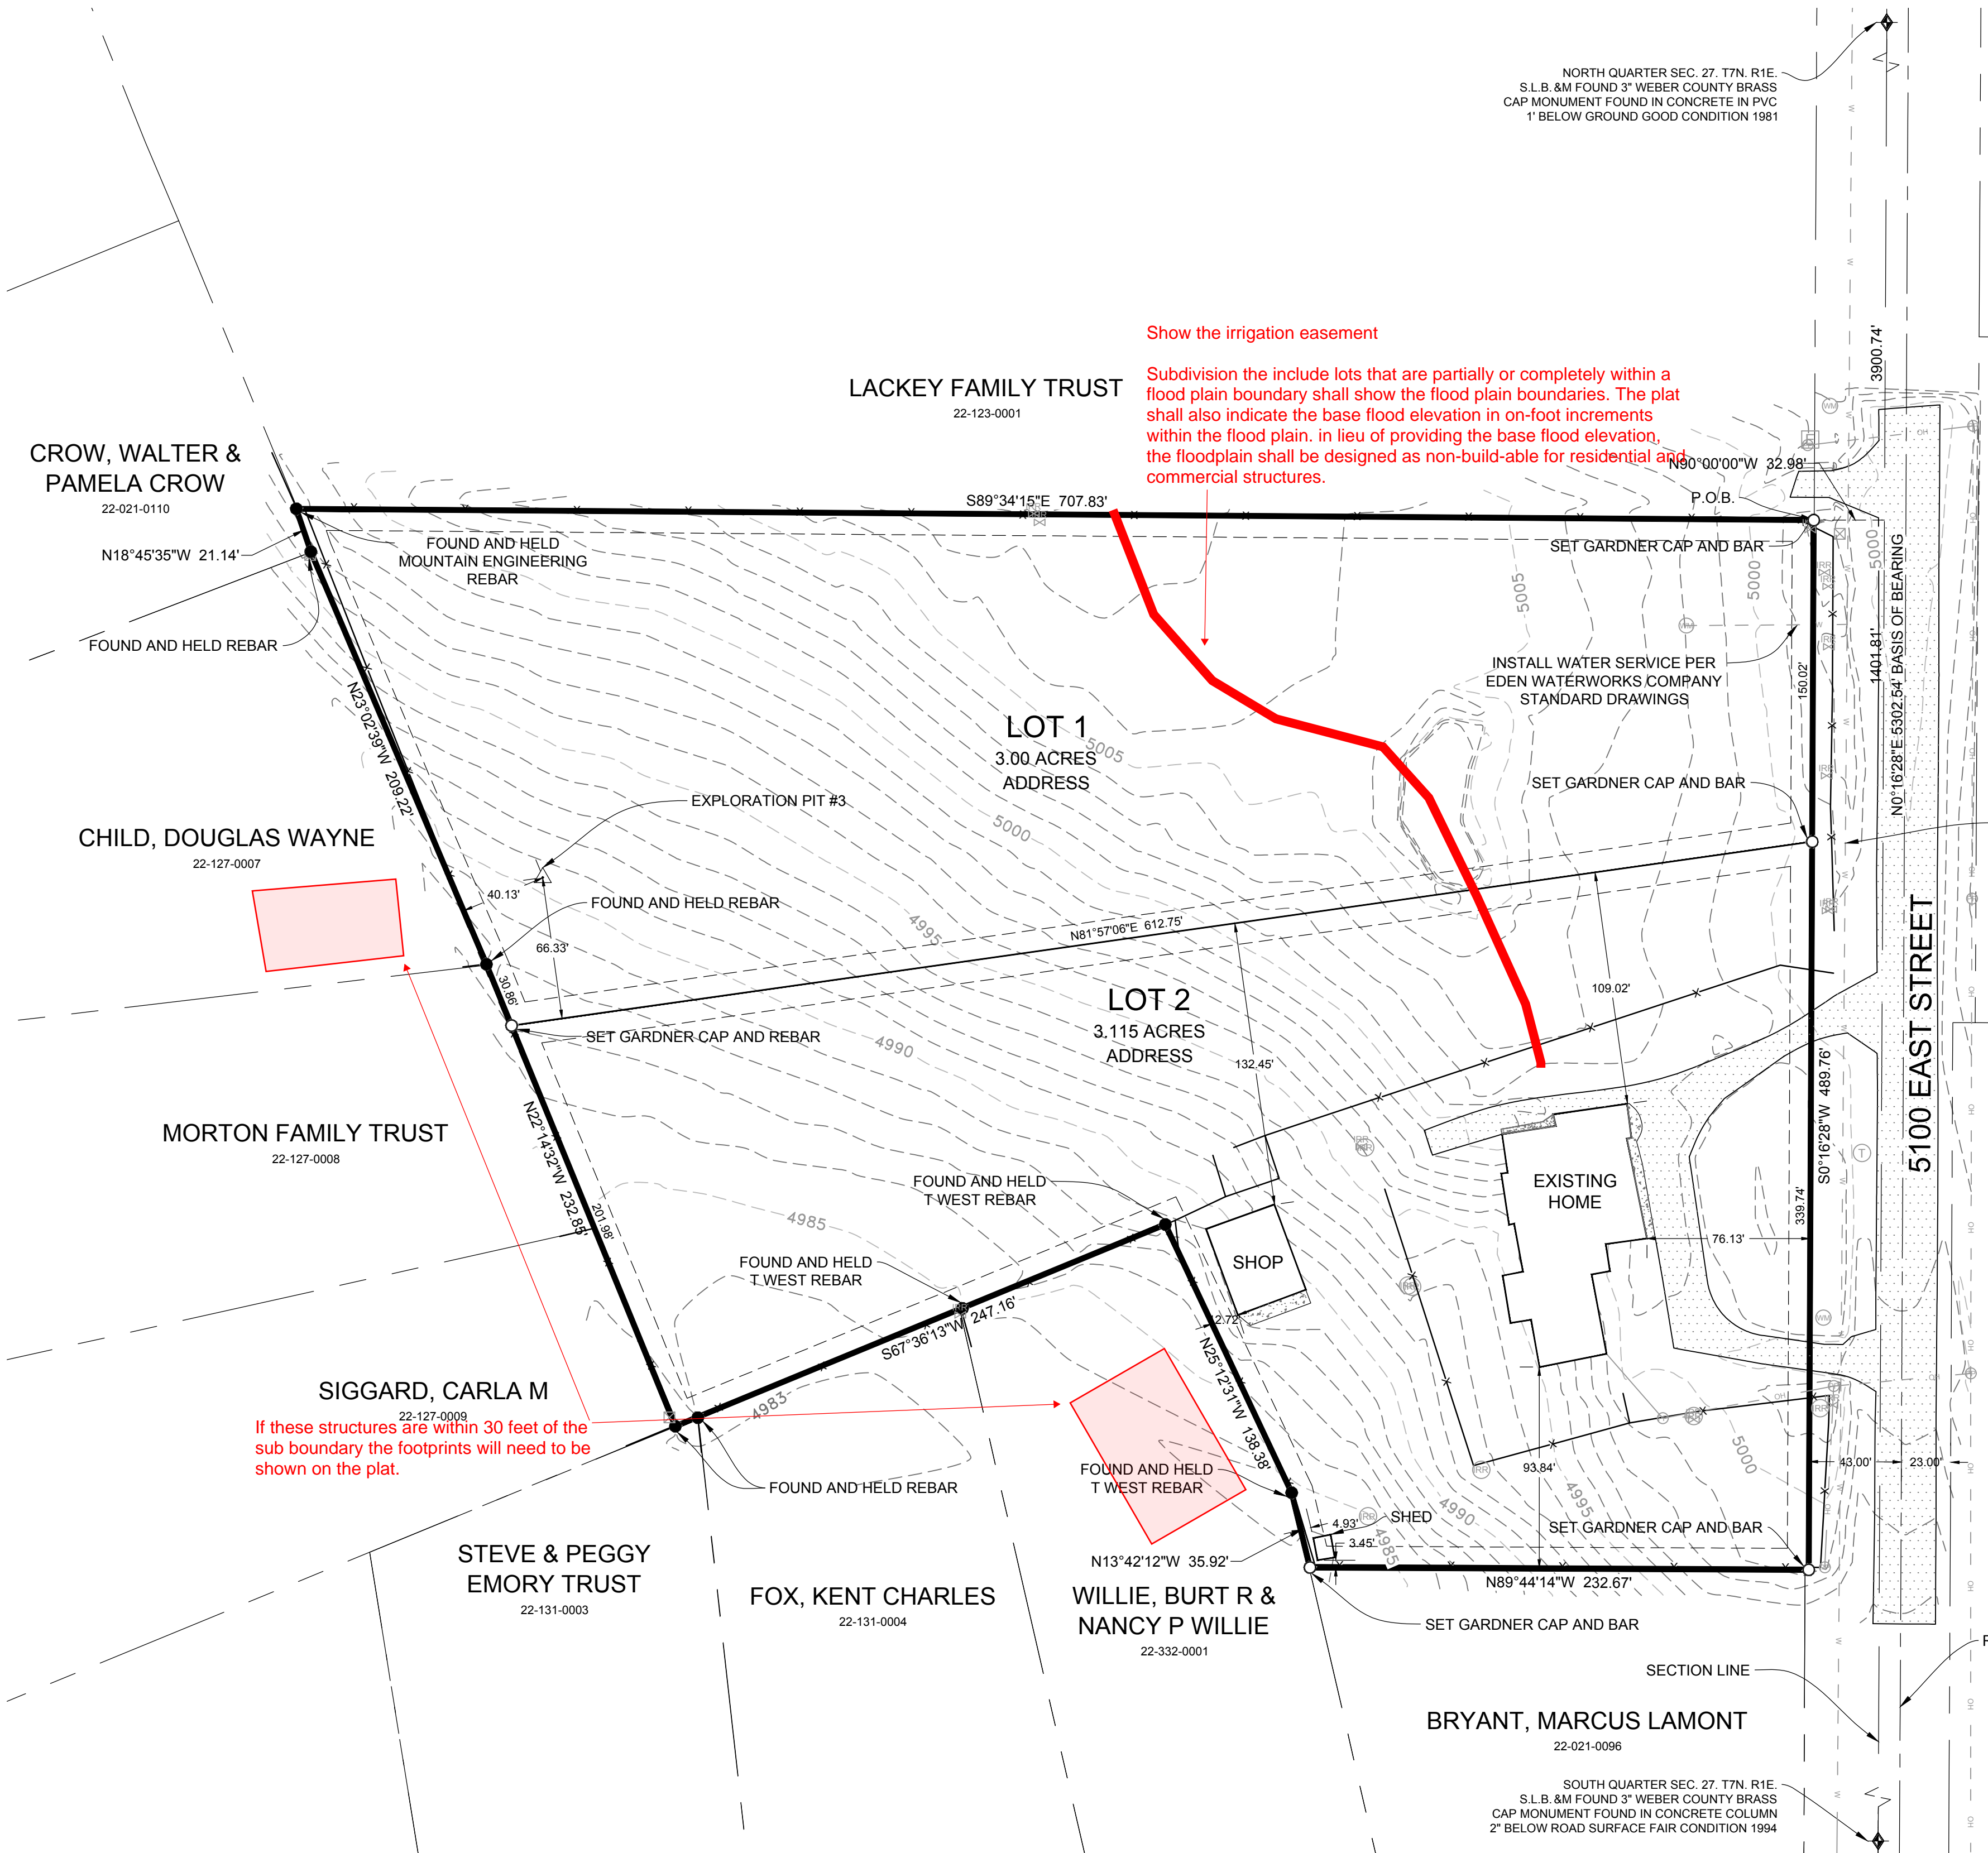 NORTH QUARTER SEC. 27. T7N. R1E.
S.L.B.&M FOUND 3" WEBER COUNTY BRASS
CAP MONUMENT FOUND IN CONCRETE IN PVC
1' BELOW GROUND GOOD CONDITION 1981
Show the irrigation easement
Subdivision the include lots that are partially or completely within a
flood plain boundary shall show the flood plain boundaries. The plat
shall also indicate the base flood elevation in on-foot increments
within the flood plain. in lieu of providing the base flood elevation,
the floodplain shall be designed as non-build-able for residential and
commercial structures.
3900.74'
LACKEY FAMILY TRUST
22-123-0001
CROW, WALTER &
PAMELA CROW
22-021-0110
N90°00'00"W 32.98'
P.O.B.
S89°34'15"E 707.83'
N18°45'35"W 21.14'
FOUND AND HELD
MOUNTAIN ENGINEERING
REBAR
SET GARDNER CAP AND BAR
FOUND AND HELD REBAR
5005
5000
5000
INSTALL WATER SERVICE PER
EDEN WATERWORKS COMPANY
STANDARD DRAWINGS
150.02'
1401.81'
N0°16'28"E 5302.54' BASIS OF BEARING
N23°02'39"W 209.22'
LOT 1
3.00 ACRES
ADDRESS
5005
SET GARDNER CAP AND BAR
EXPLORATION PIT #3
5000
CHILD, DOUGLAS WAYNE
22-127-0007
40.13'
FOUND AND HELD REBAR
66.33'
30.86'
4995
N81°57'06"E 612.75'
LOT 2
3.115 ACRES
ADDRESS
109.02'
5100 EAST STREET
SET GARDNER CAP AND REBAR
4990
132.45'
S0°16'28"W 489.76'
MORTON FAMILY TRUST
22-127-0008
N22°14'32"W 232.85'
201.98'
FOUND AND HELD
T WEST REBAR
EXISTING
HOME
339.74'
4985
76.13'
FOUND AND HELD
T WEST REBAR
SHOP
S67°36'13"W 247.16'
2.72'
N25°12'31"W 138.38'
SIGGARD, CARLA M
22-127-0009
If these structures are within 30 feet of the
sub boundary the footprints will need to be
shown on the plat.
4983
FOUND AND HELD REBAR
FOUND AND HELD
T WEST REBAR
93.84'
5000
43.00'
23.00'
4995
4990
4985
4.93'
3.45'
SHED
SET GARDNER CAP AND BAR
STEVE & PEGGY
EMORY TRUST
22-131-0003
N13°42'12"W 35.92'
N89°44'14"W 232.67'
FOX, KENT CHARLES
22-131-0004
WILLIE, BURT R &
NANCY P WILLIE
22-332-0001
SET GARDNER CAP AND BAR
SECTION LINE
BRYANT, MARCUS LAMONT
22-021-0096
SOUTH QUARTER SEC. 27. T7N. R1E.
S.L.B.&M FOUND 3" WEBER COUNTY BRASS
CAP MONUMENT FOUND IN CONCRETE COLUMN
2" BELOW ROAD SURFACE FAIR CONDITION 1994